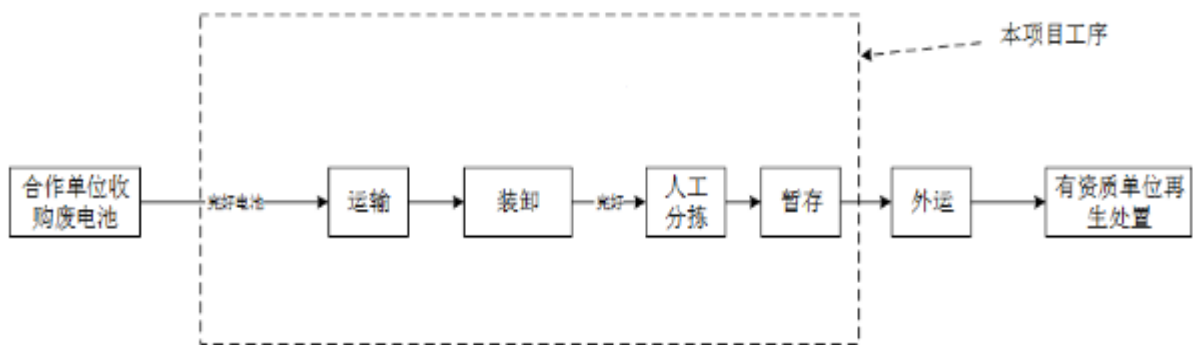 本项目工序
合作单位收
购废电池
完好电池
运输
装卸
完好
人工
分拣
暂存
外运
有资质单位再
生处置